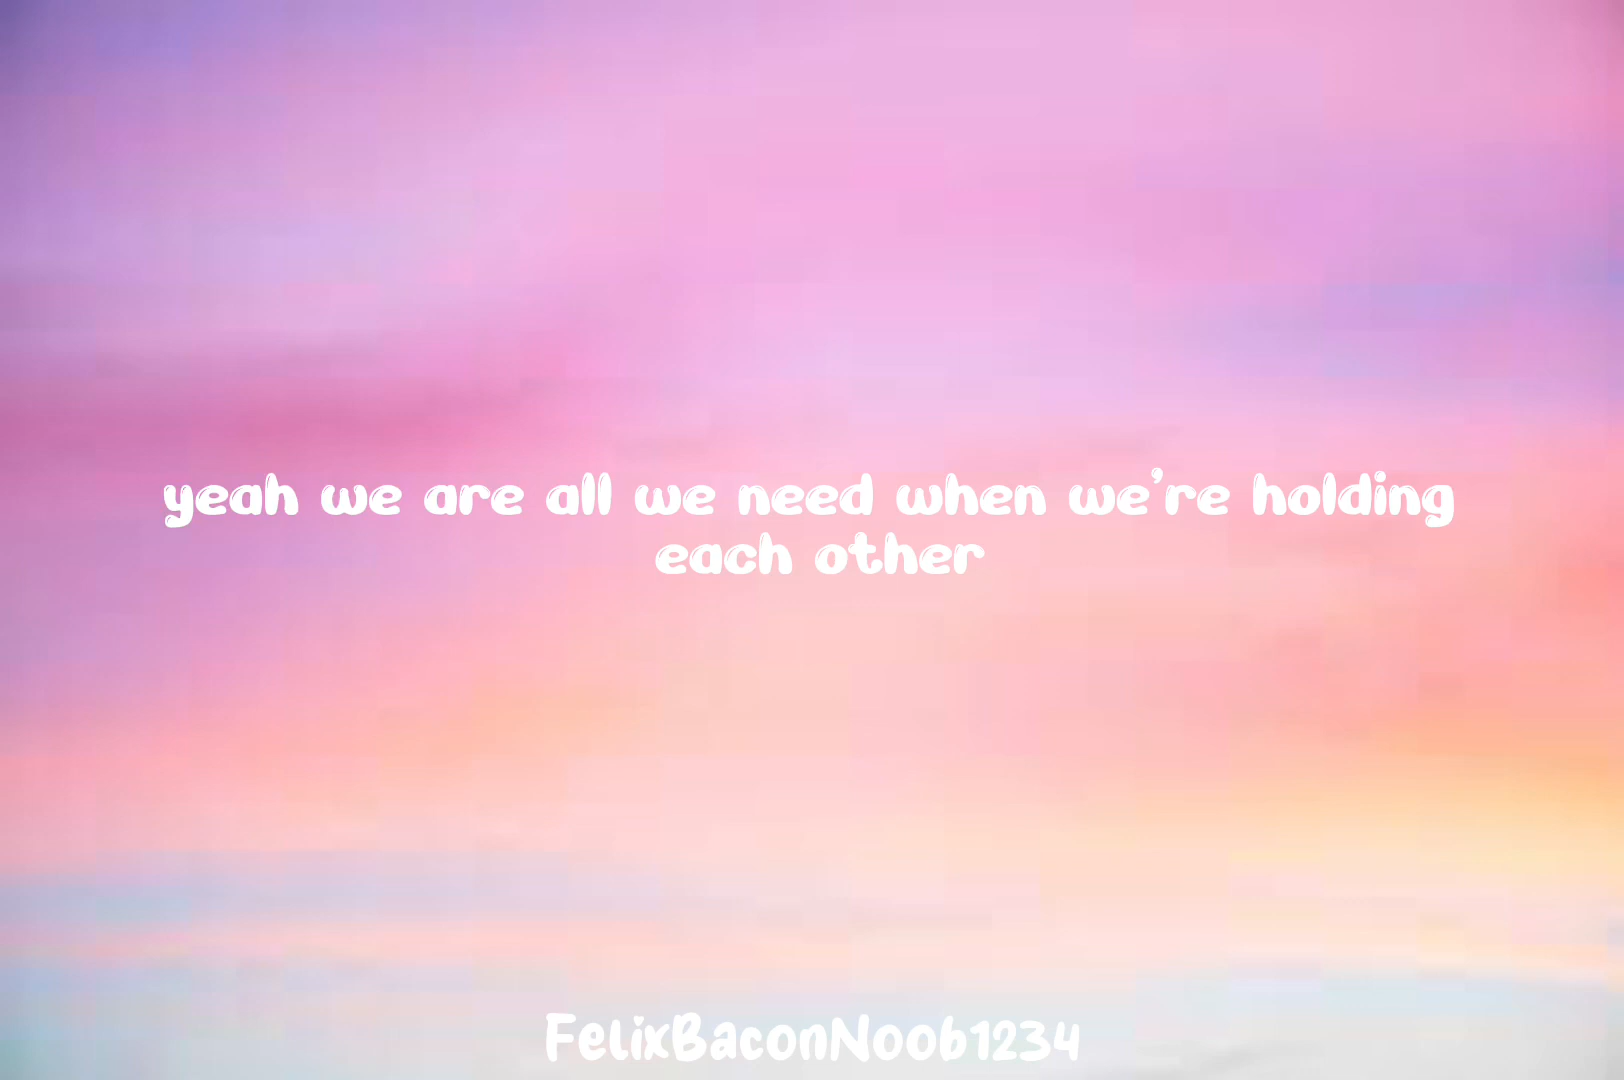 yeah we are all we need when we're holding
each other
FelixBaconNoob1234